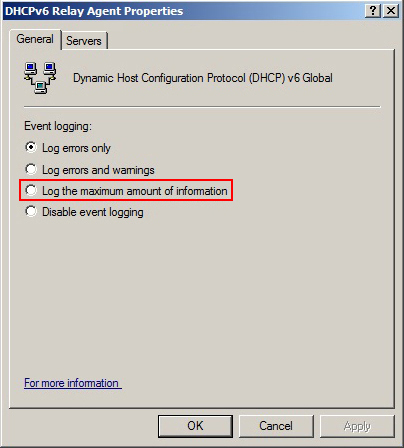 DHCPv6 Relay Agent Properties
General
Servers
Dynamic Host Configuration Protocol (DHCP) v6 Global
Event logging:
Log errors only
Log errors and warnings
Log the maximum amount of information
Disable event logging
For more information
OK
Cancel
Apply